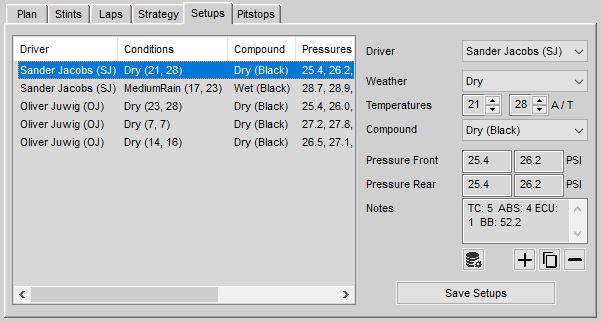 Plan Stints Laps Strategy Setups Pitstops
Driver Conditions Compound Pressures
Sander Jacobs (SJ) Dry (21, 28) Dry (Black) 25.4, 26.2,
Sander Jacobs (SJ) MediumRain (17, 23) Wet (Black) 28.7, 28.9,
Oliver Juwig (OJ) Dry (23, 28) Dry (Black) 25.4, 26.0,
Oliver Juwig (OJ) Dry (7, 7) Dry (Black) 27.2, 27.8,
Oliver Juwig (OJ) Dry (14, 16) Dry (Black) 26.5, 27.1,
Driver Sander Jacobs (SJ)
Weather Dry
Temperatures 21 28 A / T
Compound Dry (Black)
Pressure Front 25.4 26.2 PSI
Pressure Rear 25.4 26.2 PSI
Notes TC: 5 ABS: 4 ECU:
1 BB: 52.2
Save Setups